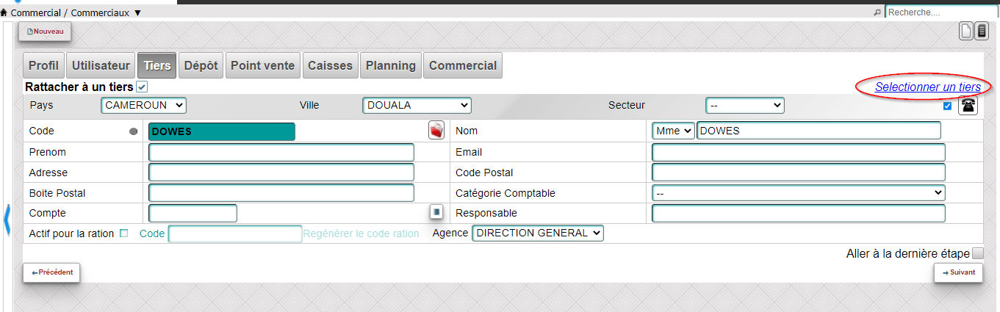 Commercial / Commerciaux ▼
Recherche....
Nouveau
Profil Utilisateur Tiers Dépôt Point vente Caisses Planning Commercial
Rattacher à un tiers Selectionner un tiers
Pays CAMEROUN Ville DOUALA Secteur --
Code DOWES Nom Mme DOWES
Prenom Email
Adresse Code Postal
Boite Postal Catégorie Comptable --
Compte Responsable
Actif pour la ration Code Regénérer le code ration Agence DIRECTION GENERAL
Aller à la dernière étape
Précédent Suivant